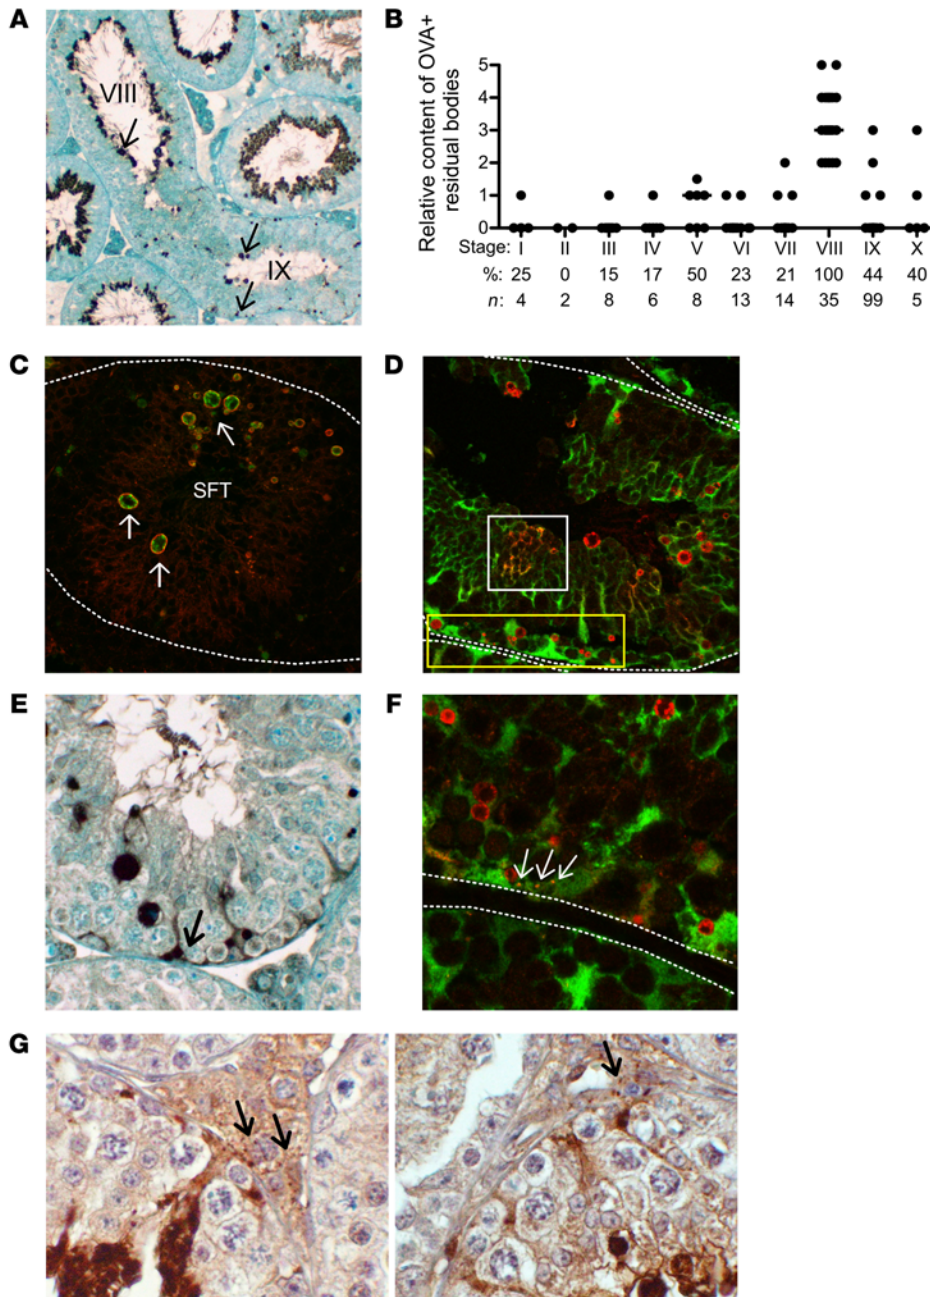 A
VIII
IX
B
Relative content of OVA+
residual bodies
5
4
3
2
1
0
Stage: I II III IV V VI VII VIII IX X
%: 25 0 15 17 50 23 21 100 44 40
n: 4 2 8 6 8 13 14 35 99 5
C
SFT
D
E
F
G